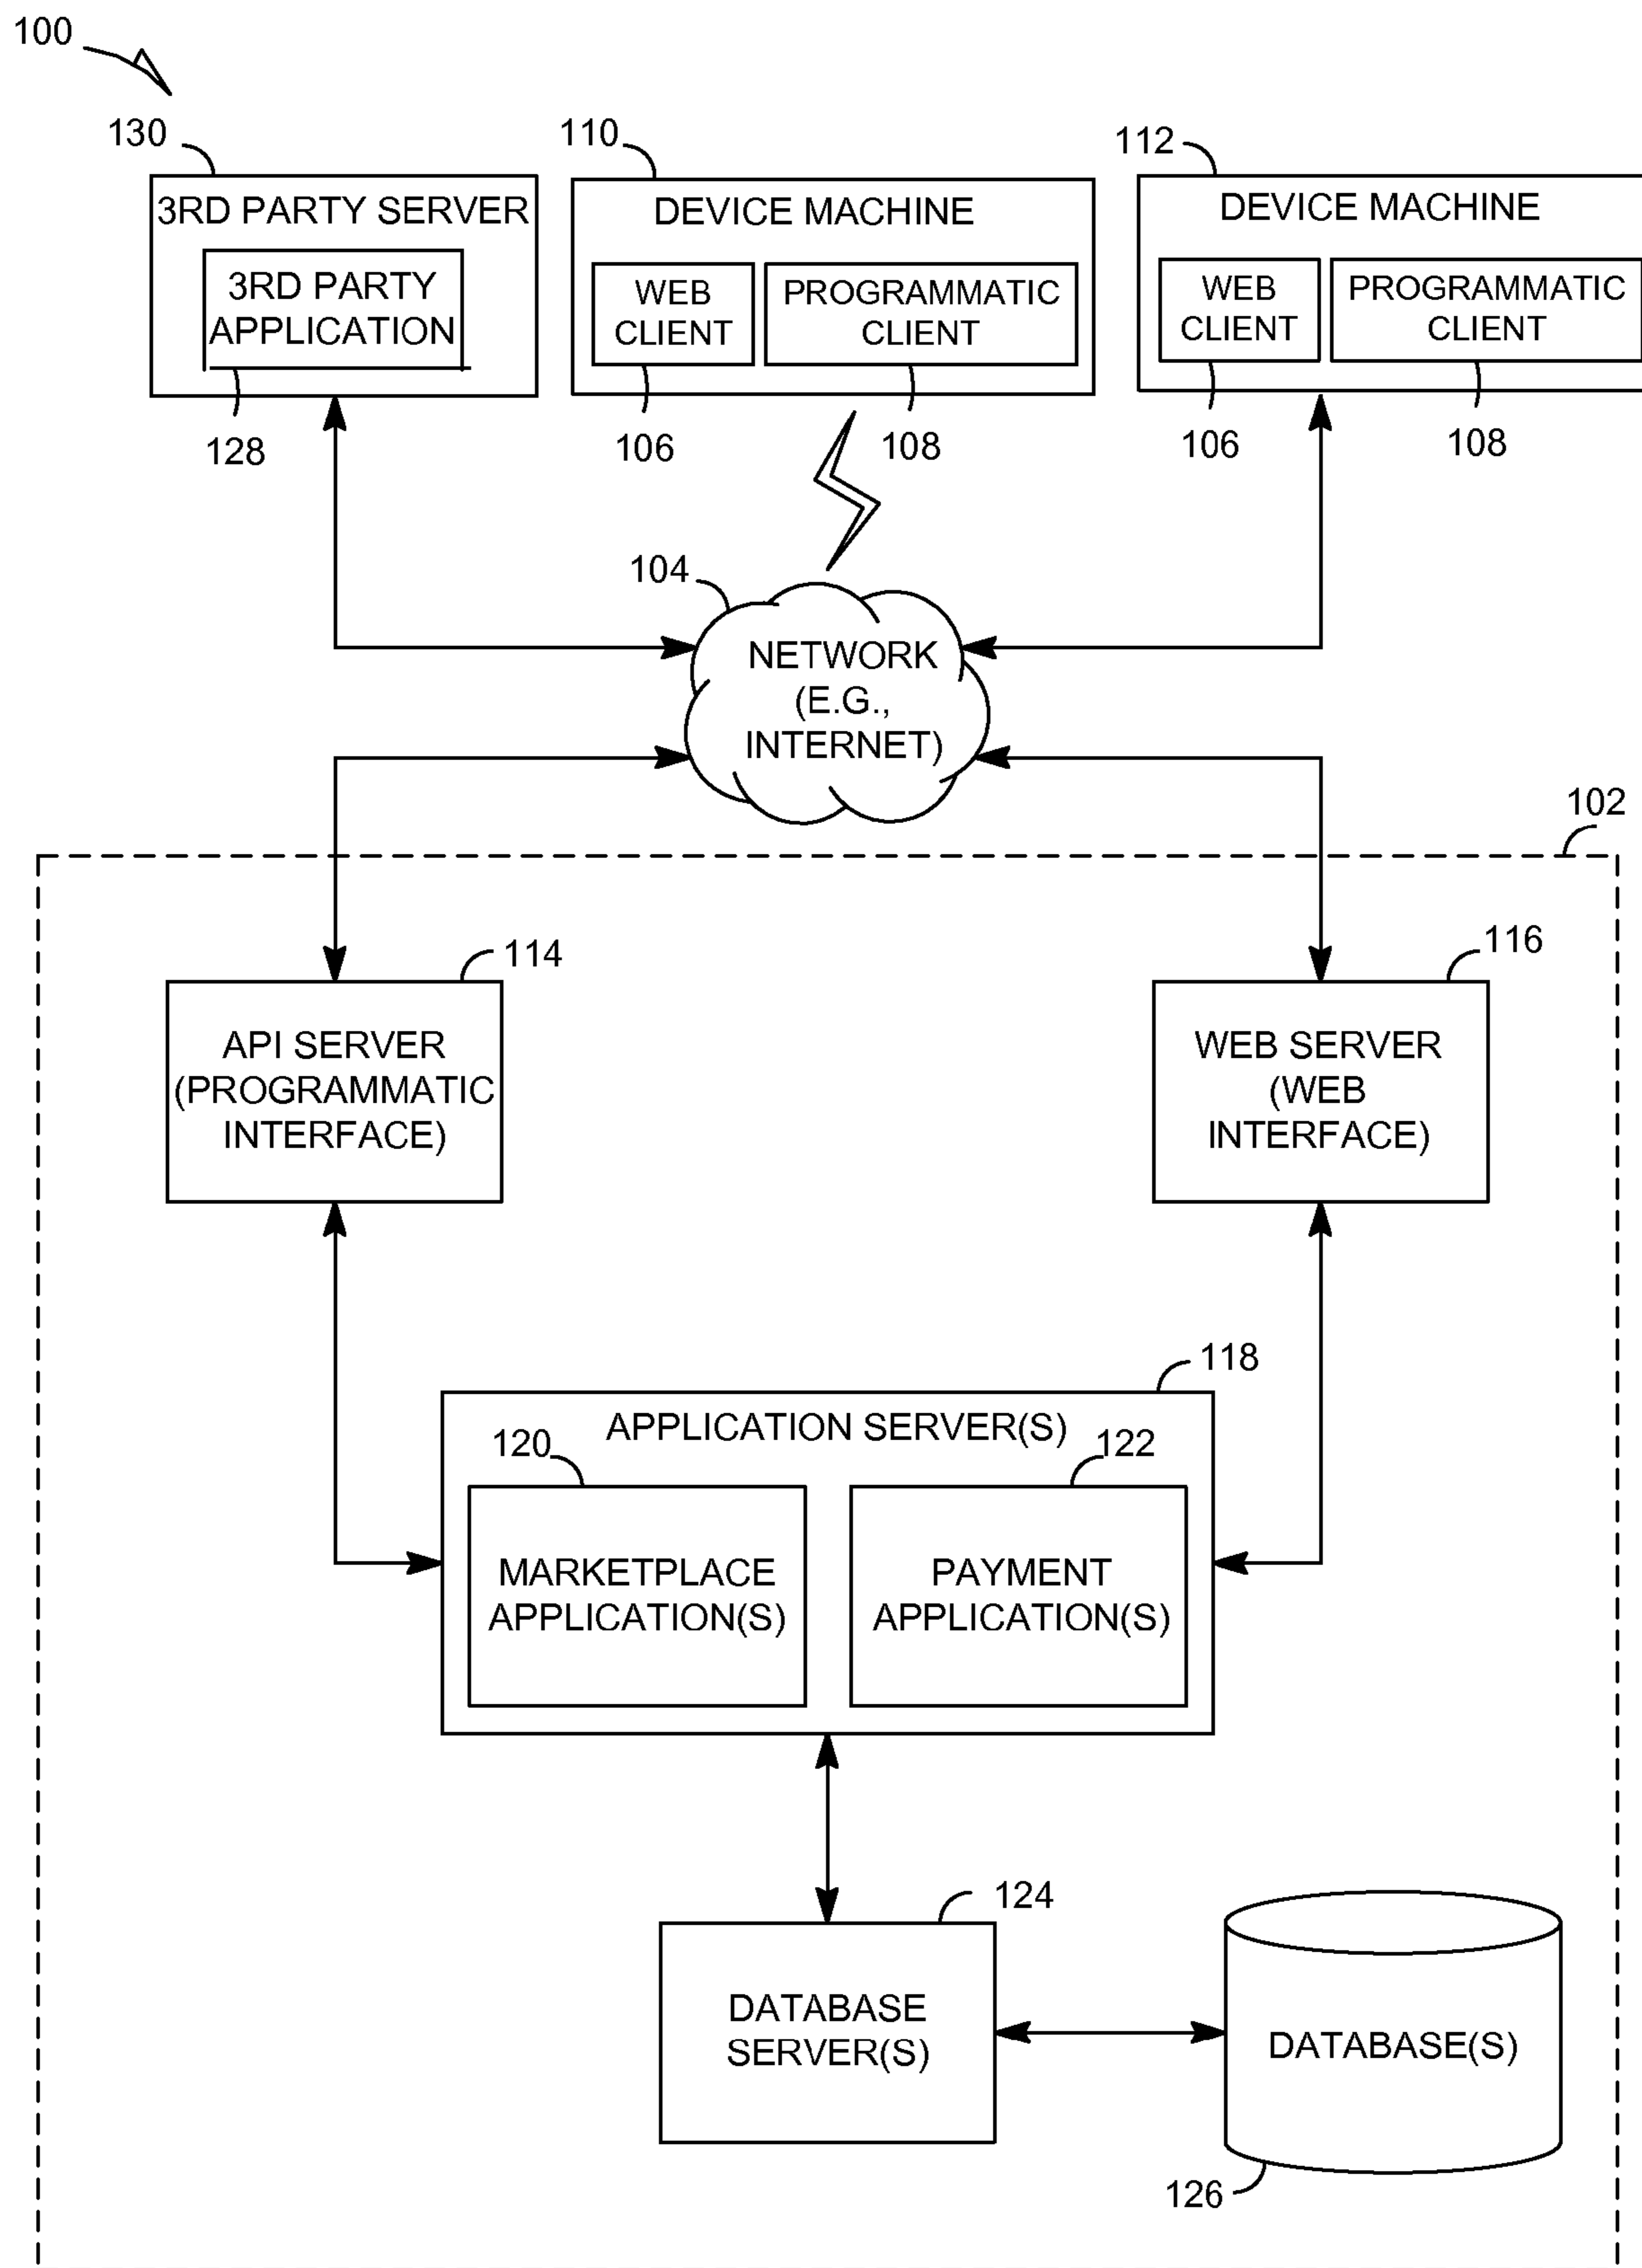 100
130
110
112
3RD PARTY SERVER
3RD PARTY
APPLICATION
128
DEVICE MACHINE
WEB
CLIENT
PROGRAMMATIC
CLIENT
106
108
DEVICE MACHINE
WEB
CLIENT
PROGRAMMATIC
CLIENT
106
108
104
NETWORK
(E.G.,
INTERNET)
102
114
API SERVER
(PROGRAMMATIC
INTERFACE)
116
WEB SERVER
(WEB
INTERFACE)
118
APPLICATION SERVER(S)
120
122
MARKETPLACE
APPLICATION(S)
PAYMENT
APPLICATION(S)
124
DATABASE
SERVER(S)
DATABASE(S)
126